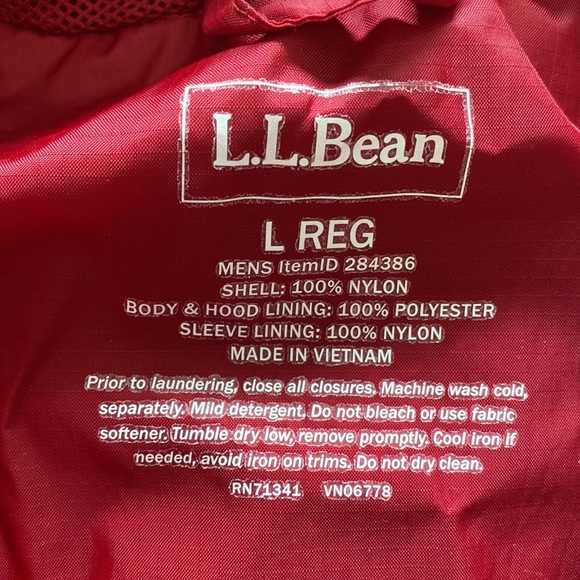 L.L.Bean
L REG
MENS ItemID 284386
SHELL: 100% NYLON
BODY & HOOD LINING: 100% POLYESTER
SLEEVE LINING: 100% NYLON
MADE IN VIETNAM
Prior to laundering, close all closures. Machine wash cold,
separately. Mild detergent. Do not bleach or use fabric
softener. Tumble dry low, remove promptly. Cool iron if
needed, avoid iron on trims. Do not dry clean.
RN71341 VN06778